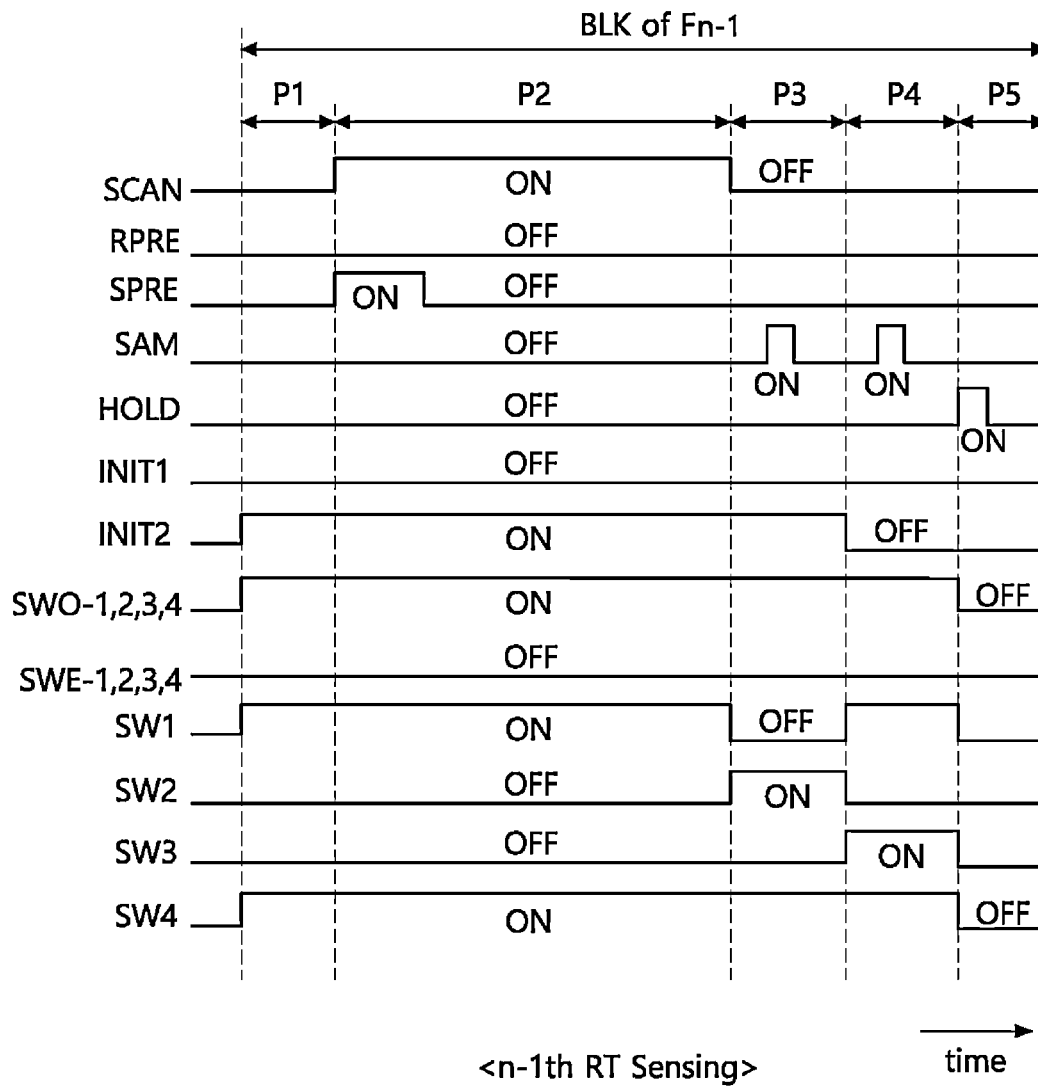 BLK of Fn-1
P1 P2 P3 P4 P5
SCAN ON OFF
RPRE OFF
SPRE ON OFF
SAM OFF ON ON
HOLD OFF ON
INIT1 OFF
INIT2 ON OFF
SWO-1,2,3,4 ON OFF
SWE-1,2,3,4 OFF
SW1 ON OFF
SW2 OFF ON
SW3 OFF ON
SW4 ON OFF
<n-1th RT Sensing> time